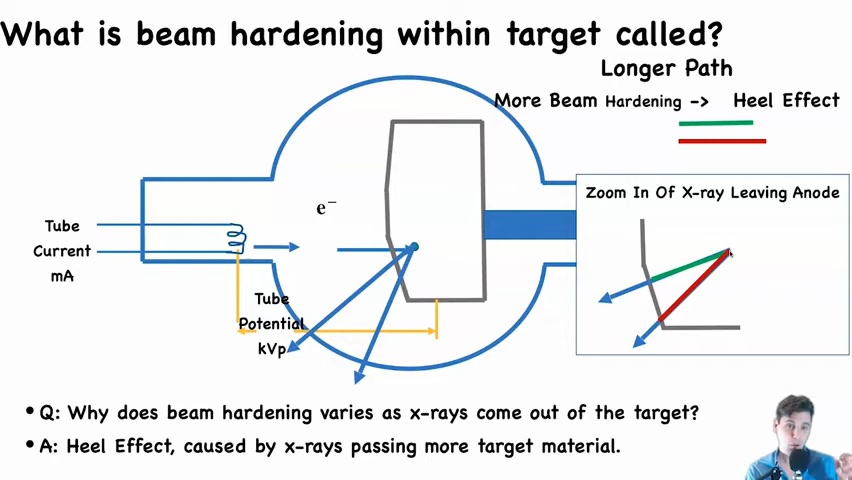 What is beam hardening within target called?
Longer Path
More Beam Hardening -> Heel Effect
Zoom In Of X-ray Leaving Anode
e⁻
Tube
Current
mA
Tube
Potential
kVp
• Q: Why does beam hardening varies as x-rays come out of the target?
• A: Heel Effect, caused by x-rays passing more target material.